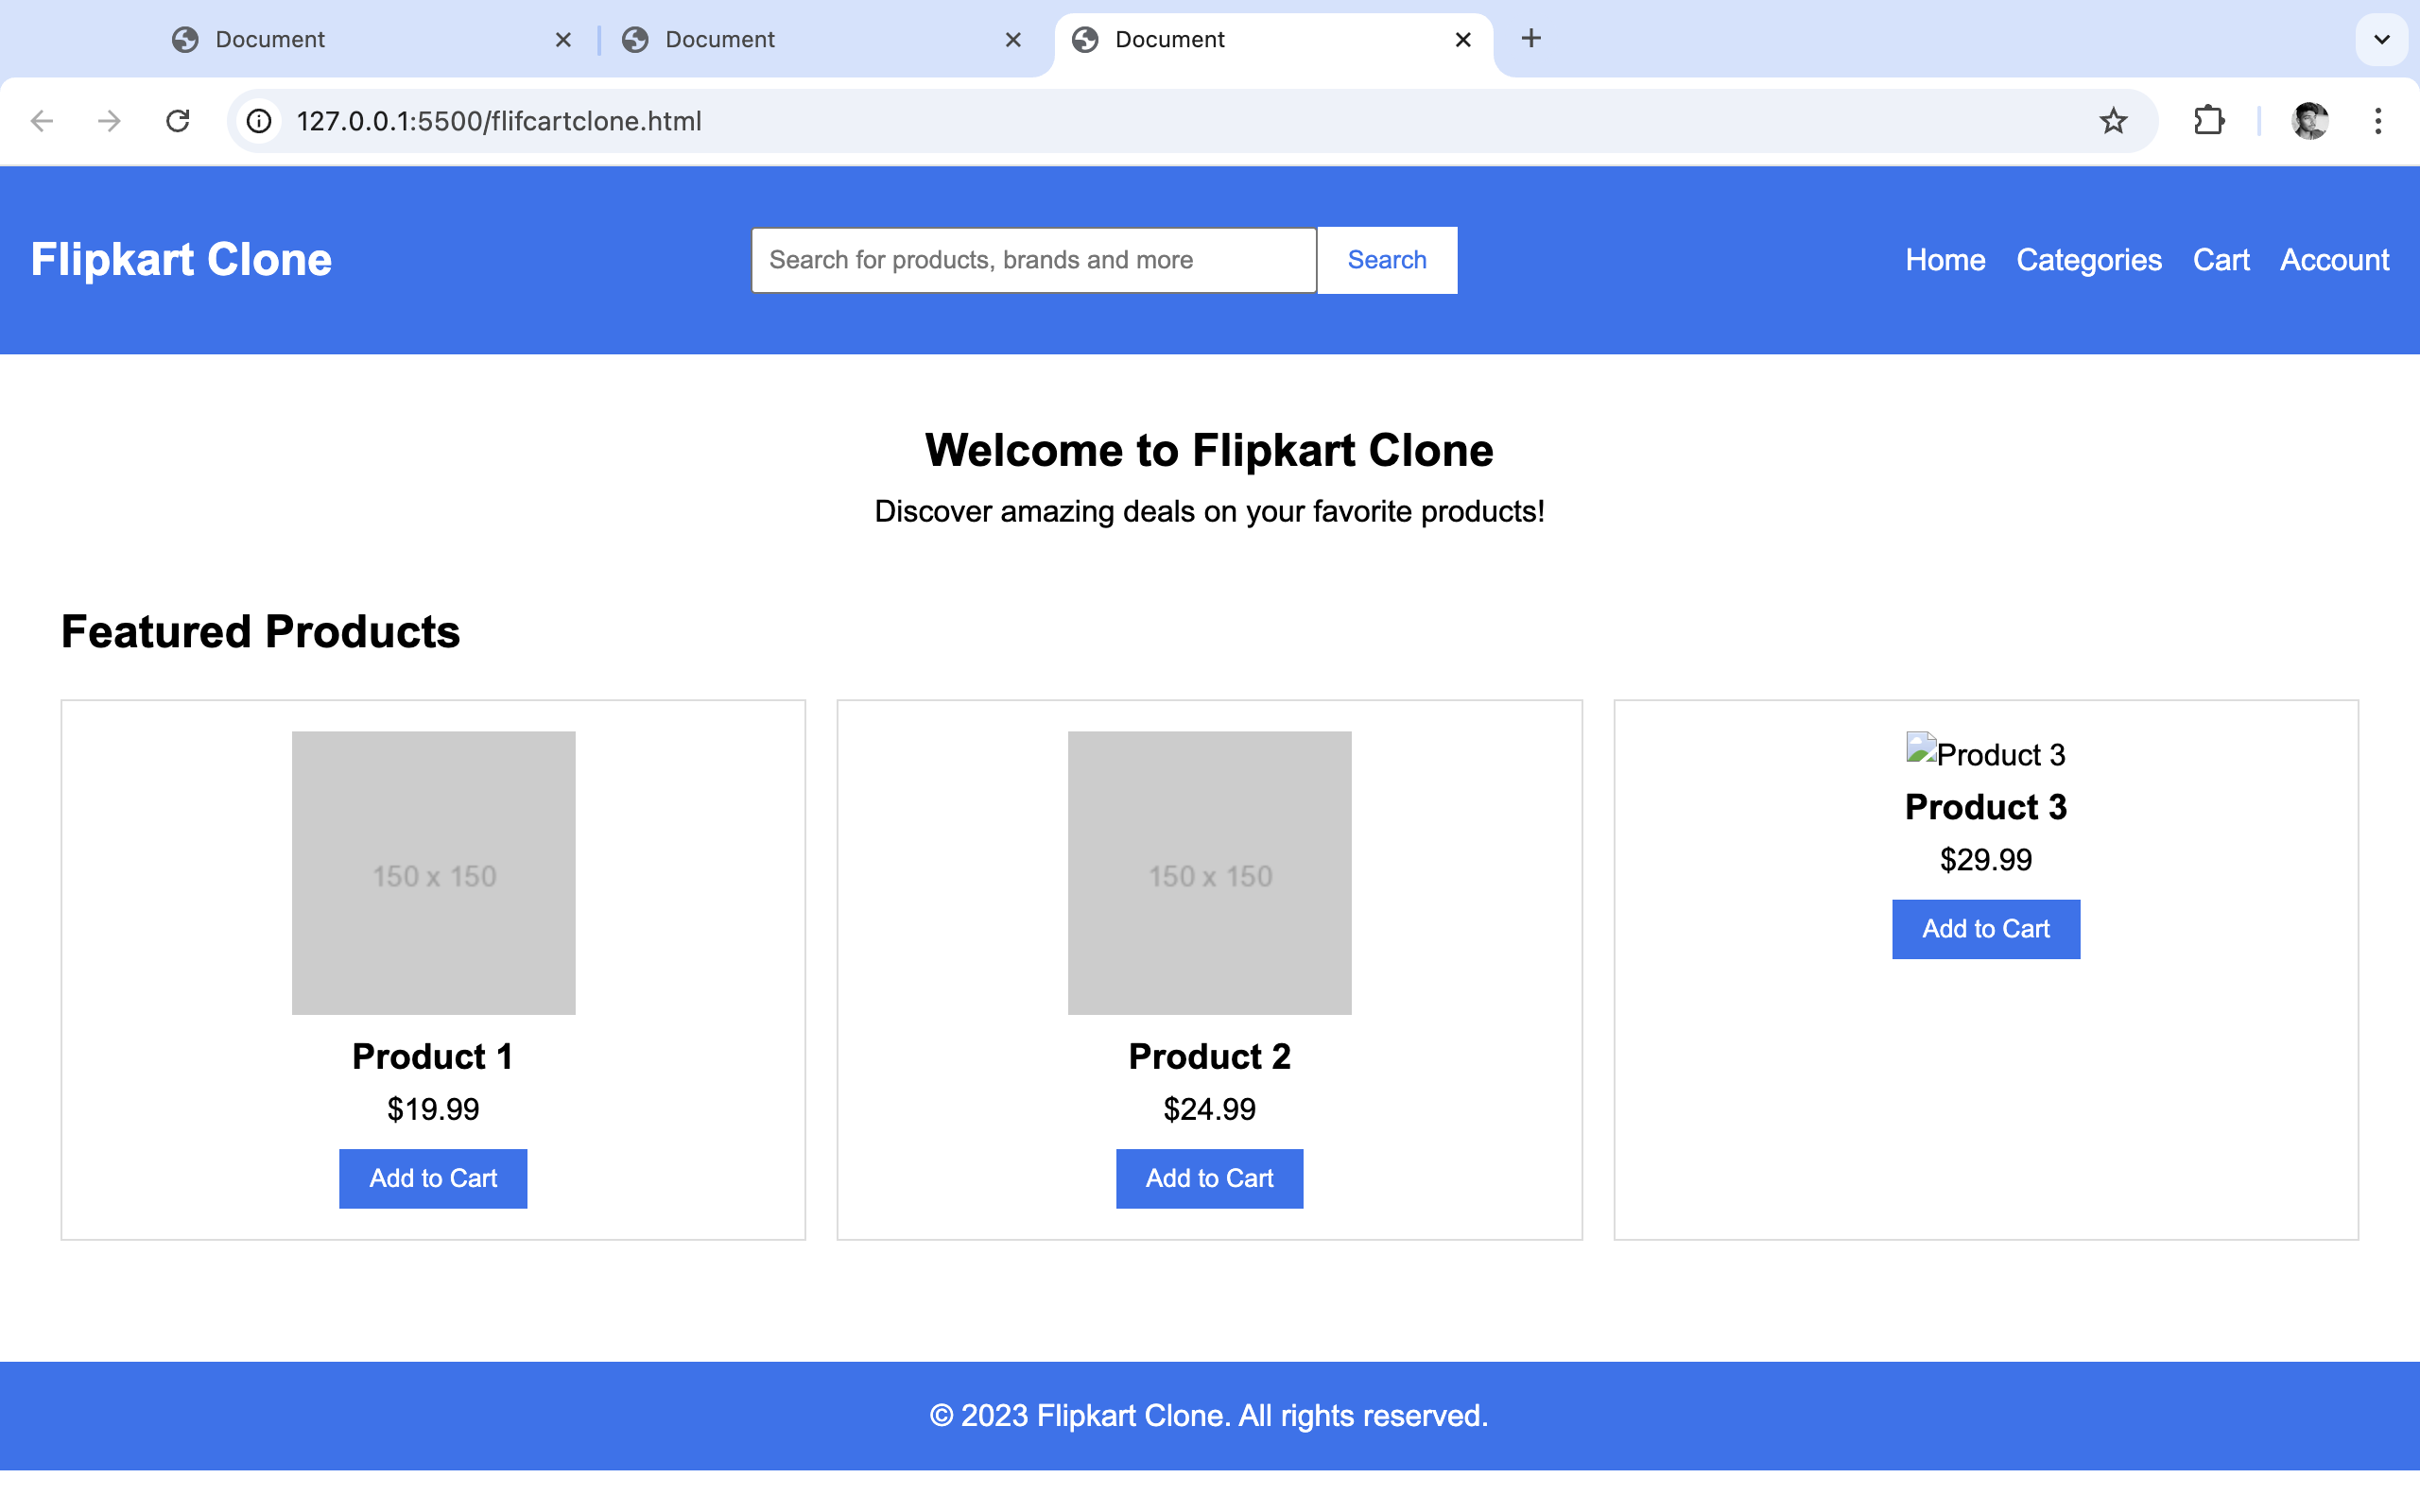 Document
Document
Document
127.0.0.1:5500/flifcartclone.html
Flipkart Clone
Search for products, brands and more
Search
Home Categories Cart Account
Welcome to Flipkart Clone
Discover amazing deals on your favorite products!
Featured Products
150 x 150
Product 1
$19.99
Add to Cart
150 x 150
Product 2
$24.99
Add to Cart
Product 3
Product 3
$29.99
Add to Cart
© 2023 Flipkart Clone. All rights reserved.